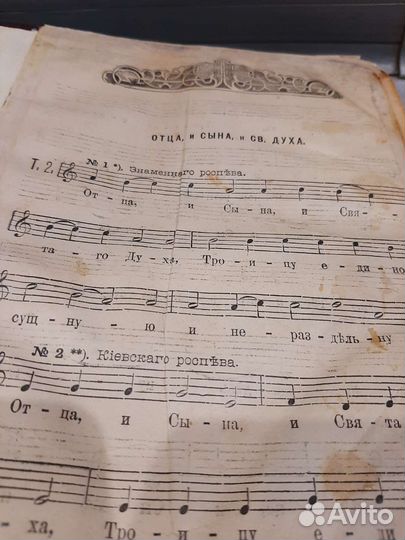 ОТЦА, И СЫНА, И СВ. ДУХА.
№ 1 *). Знаменнаго роспѣва.
Т. 2.
От - ца, и Сы - на, и Свя -
та - го Ду - ха, Тро - и - цу е - ди - но
сущ - ну - ю и не - раз - дѣль - ну
№ 2 **). Кіевскаго роспѣва.
От - ца, и Сы - на, и Свя - та
- ха, Тро - и - цу е - ди
Avito